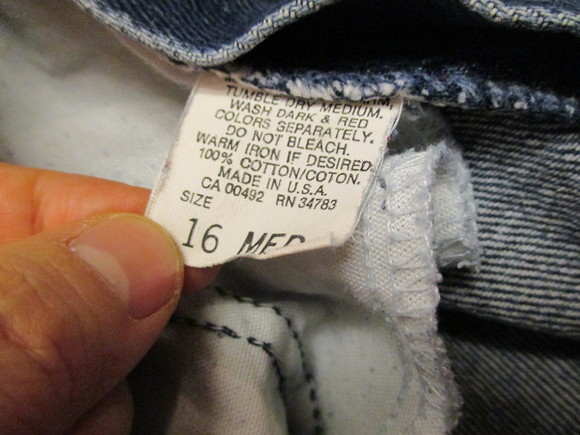 TUMBLE DRY MEDIUM.
WASH DARK & RED
COLORS SEPARATELY.
DO NOT BLEACH.
WARM IRON IF DESIRED
100% COTTON/COTON.
MADE IN U.S.A.
CA 00492 RN 34783
SIZE
16 MED